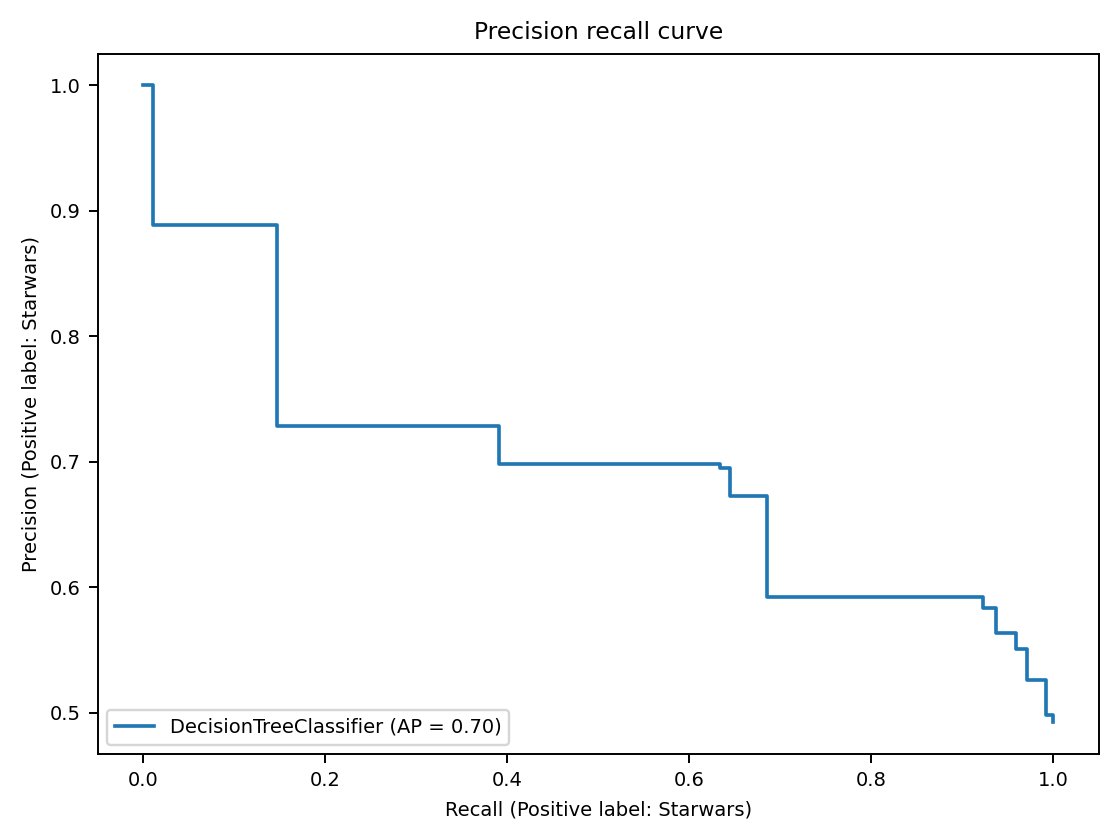 Precision recall curve
1.0
0.9
0.8
0.7
0.6
0.5
Precision (Positive label: Starwars)
DecisionTreeClassifier (AP = 0.70)
0.0 0.2 0.4 0.6 0.8 1.0
Recall (Positive label: Starwars)